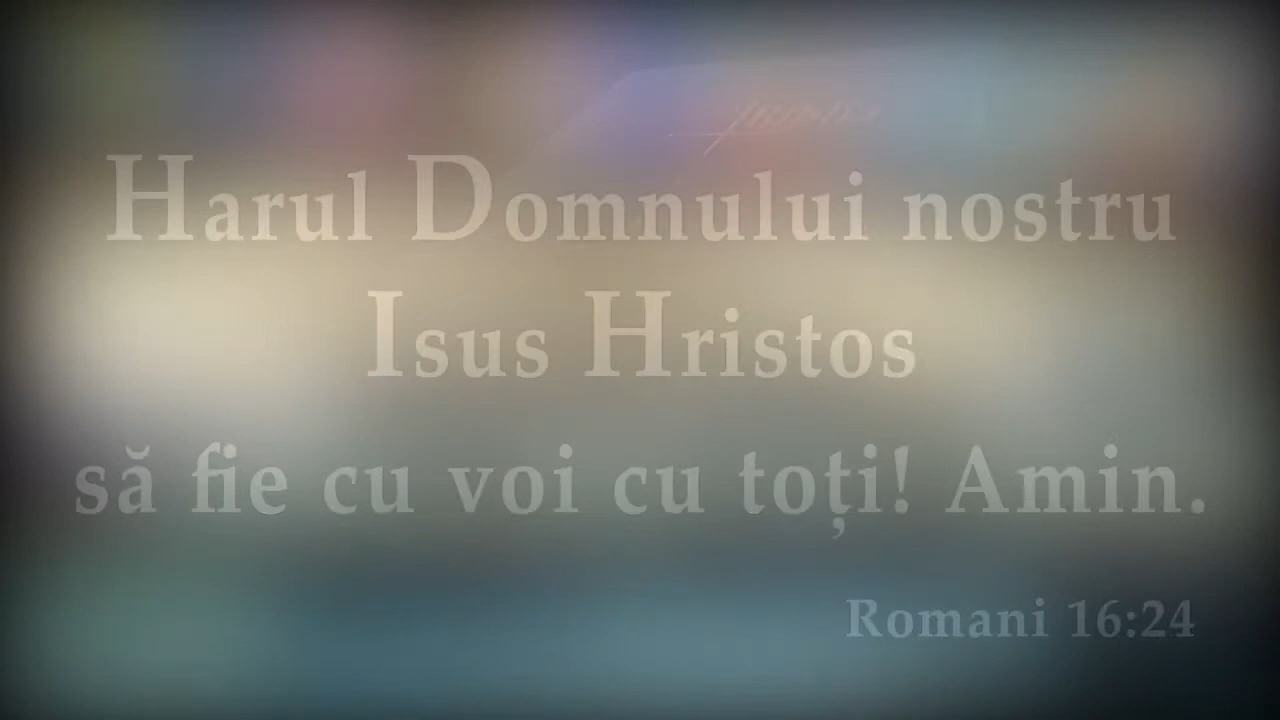 Harul Domnului nostru
Isus Hristos
să fie cu voi cu toți! Amin.
Romani 16:24